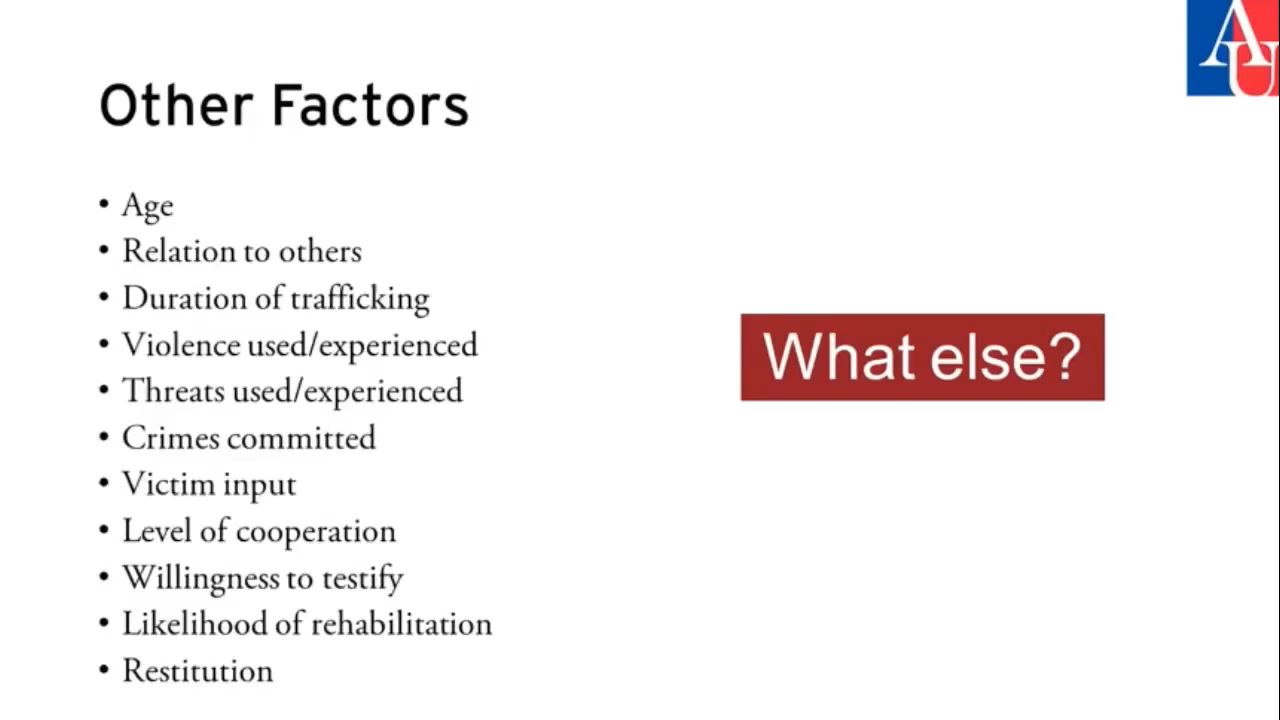 AU
Other Factors
• Age
• Relation to others
• Duration of trafficking
• Violence used/experienced
• Threats used/experienced
• Crimes committed
• Victim input
• Level of cooperation
• Willingness to testify
• Likelihood of rehabilitation
• Restitution
What else?